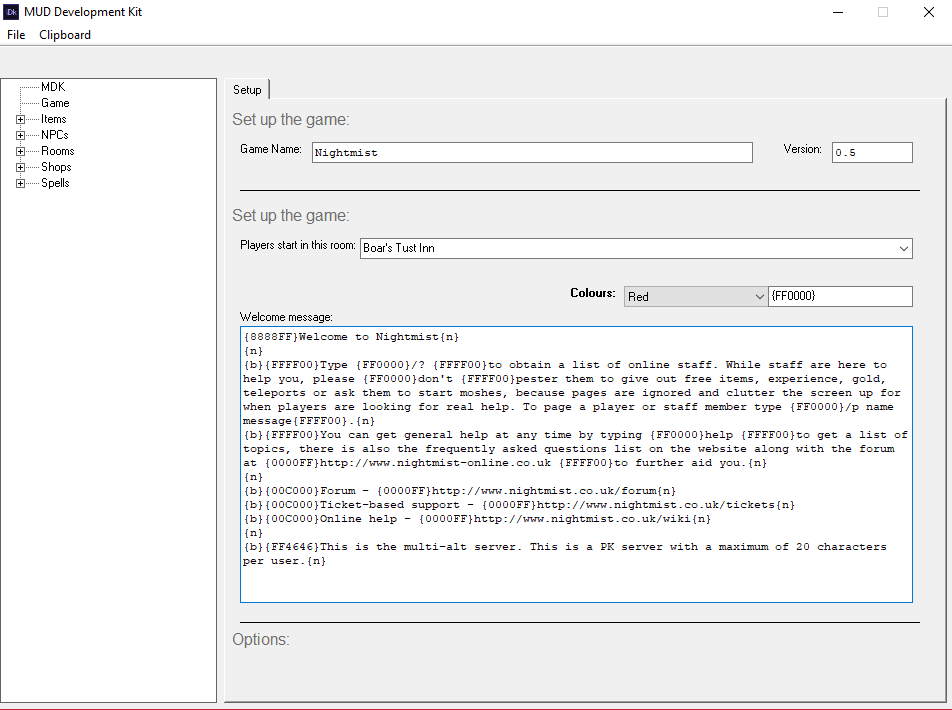 Dk MUD Development Kit
File Clipboard
MDK
Game
Items
NPCs
Rooms
Shops
Spells
Setup
Set up the game:
Game Name: Nightmist Version: 0.5
Set up the game:
Players start in this room: Boar's Tust Inn
Colours: Red {FF0000}
Welcome message:
{8888FF}Welcome to Nightmist{n}
{n}
{b}{FFFF00}Type {FF0000}/? {FFFF00}to obtain a list of online staff. While staff are here to
help you, please {FF0000}don't {FFFF00}pester them to give out free items, experience, gold,
teleports or ask them to start moshes, because pages are ignored and clutter the screen up for
when players are looking for real help. To page a player or staff member type {FF0000}/p name
message{FFFF00}.{n}
{b}{FFFF00}You can get general help at any time by typing {FF0000}help {FFFF00}to get a list of
topics, there is also the frequently asked questions list on the website along with the forum
at {0000FF}http://www.nightmist-online.co.uk {FFFF00}to further aid you.{n}
{n}
{b}{00C000}Forum - {0000FF}http://www.nightmist.co.uk/forum{n}
{b}{00C000}Ticket-based support - {0000FF}http://www.nightmist.co.uk/tickets{n}
{b}{00C000}Online help - {0000FF}http://www.nightmist.co.uk/wiki{n}
{n}
{b}{FF4646}This is the multi-alt server. This is a PK server with a maximum of 20 characters
per user.{n}
Options: